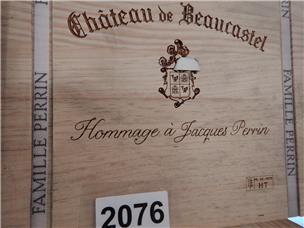 Château de Beaucastel
FAMILLE PERRIN
Hommage à Jacques Perrin
FAMILLE PERRIN
HT
2076